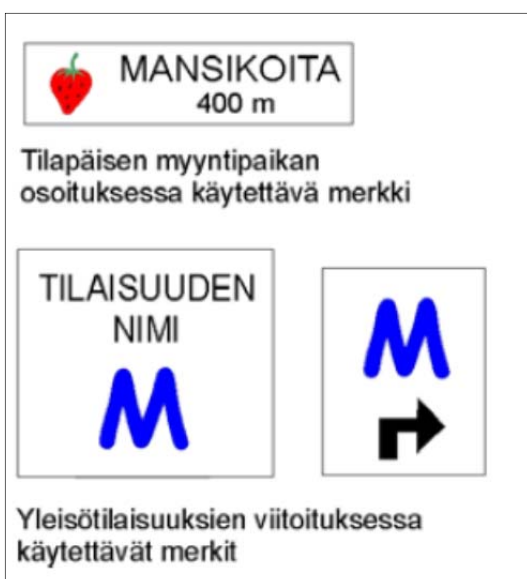 MANSIKOITA
400 m
Tilapäisen myyntipaikan
osoituksessa käytettävä merkki
TILAISUUDEN
NIMI
M
M
Yleisötilaisuuksien viitoituksessa
käytettävät merkit